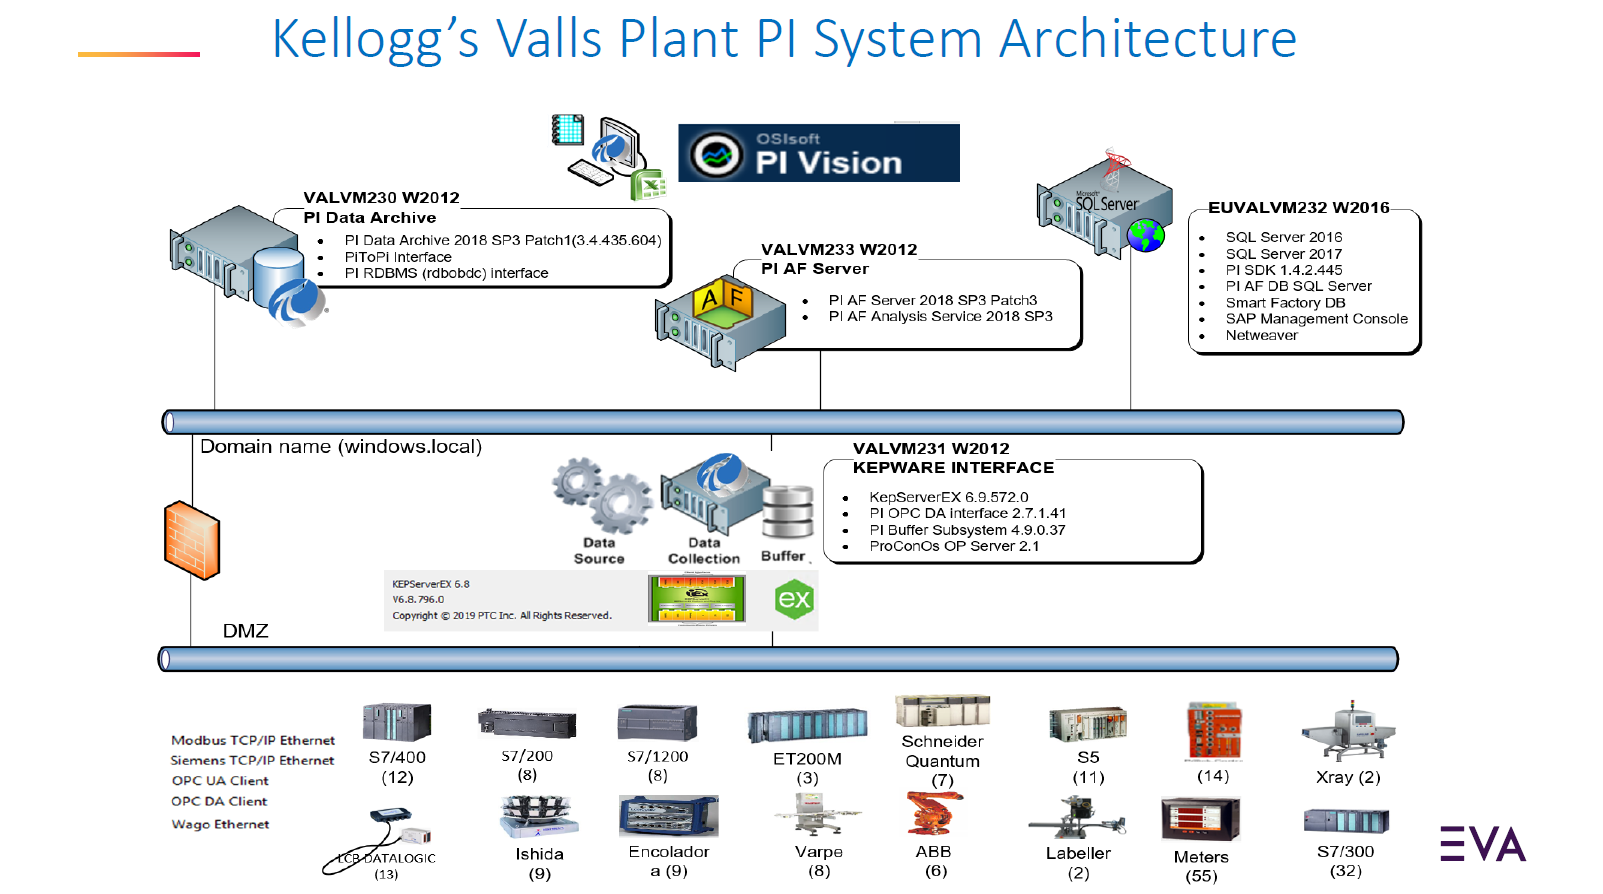 Kellogg's Valls Plant PI System Architecture
OSIsoft
PI Vision
VALVM230 W2012
PI Data Archive
• PI Data Archive 2018 SP3 Patch1(3.4.435.604)
• PiToPi Interface
• PI RDBMS (rdbobdc) interface
VALVM233 W2012
PI AF Server
• PI AF Server 2018 SP3 Patch3
• PI AF Analysis Service 2018 SP3
A F
Microsoft
SQL Server
EUVALVM232 W2016
• SQL Server 2016
• SQL Server 2017
• PI SDK 1.4.2.445
• PI AF DB SQL Server
• Smart Factory DB
• SAP Management Console
• Netweaver
Domain name (windows.local)
VALVM231 W2012
KEPWARE INTERFACE
• KepServerEX 6.9.572.0
• PI OPC DA interface 2.7.1.41
• PI Buffer Subsystem 4.9.0.37
• ProConOs OP Server 2.1
Data
Source
Data
Collection
Buffer
KEPServerEX 6.8
V6.8.796.0
Copyright © 2019 PTC Inc. All Rights Reserved.
ex
DMZ
Modbus TCP/IP Ethernet
Siemens TCP/IP Ethernet
OPC UA Client
OPC DA Client
Wago Ethernet
S7/400
(12)
S7/200
(8)
S7/1200
(8)
ET200M
(3)
Schneider
Quantum
(7)
S5
(11)
(14)
Xray (2)
LCB DATALOGIC
(13)
Ishida
(9)
Encolador
a (9)
Varpe
(8)
ABB
(6)
Labeller
(2)
Meters
(55)
S7/300
(32)
EVA